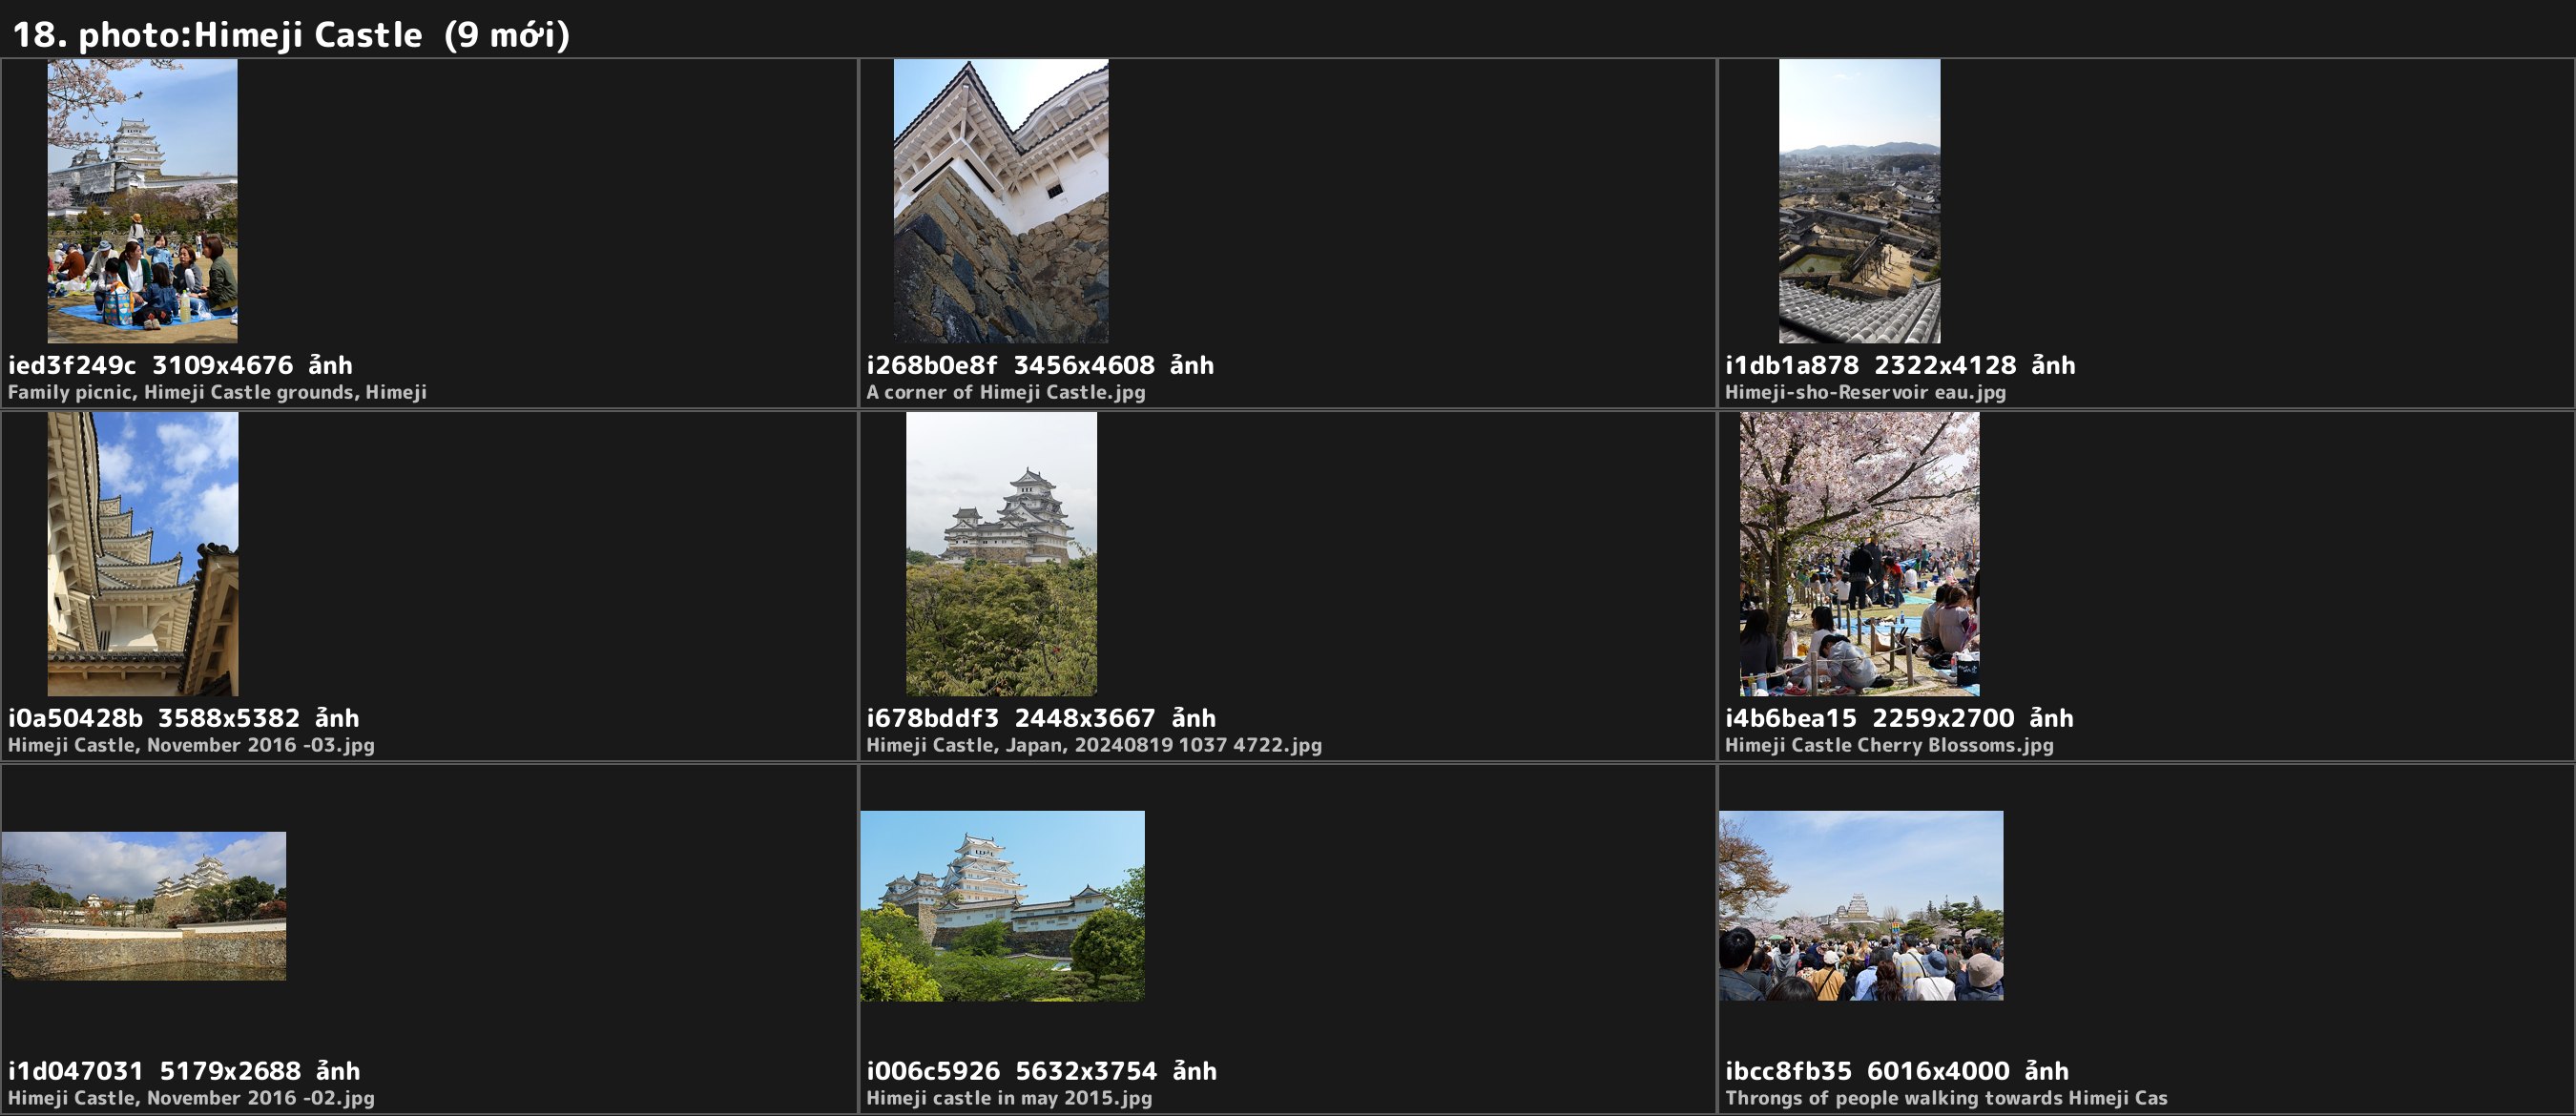 18. photo:Himeji Castle (9 mới)
ied3f249c 3109x4676 ảnh
Family picnic, Himeji Castle grounds, Himeji
i268b0e8f 3456x4608 ảnh
A corner of Himeji Castle.jpg
i1db1a878 2322x4128 ảnh
Himeji-sho-Reservoir eau.jpg
i0a50428b 3588x5382 ảnh
Himeji Castle, November 2016 -03.jpg
i678bddf3 2448x3667 ảnh
Himeji Castle, Japan, 20240819 1037 4722.jpg
i4b6bea15 2259x2700 ảnh
Himeji Castle Cherry Blossoms.jpg
i1d047031 5179x2688 ảnh
Himeji Castle, November 2016 -02.jpg
i006c5926 5632x3754 ảnh
Himeji castle in may 2015.jpg
ibcc8fb35 6016x4000 ảnh
Throngs of people walking towards Himeji Cas